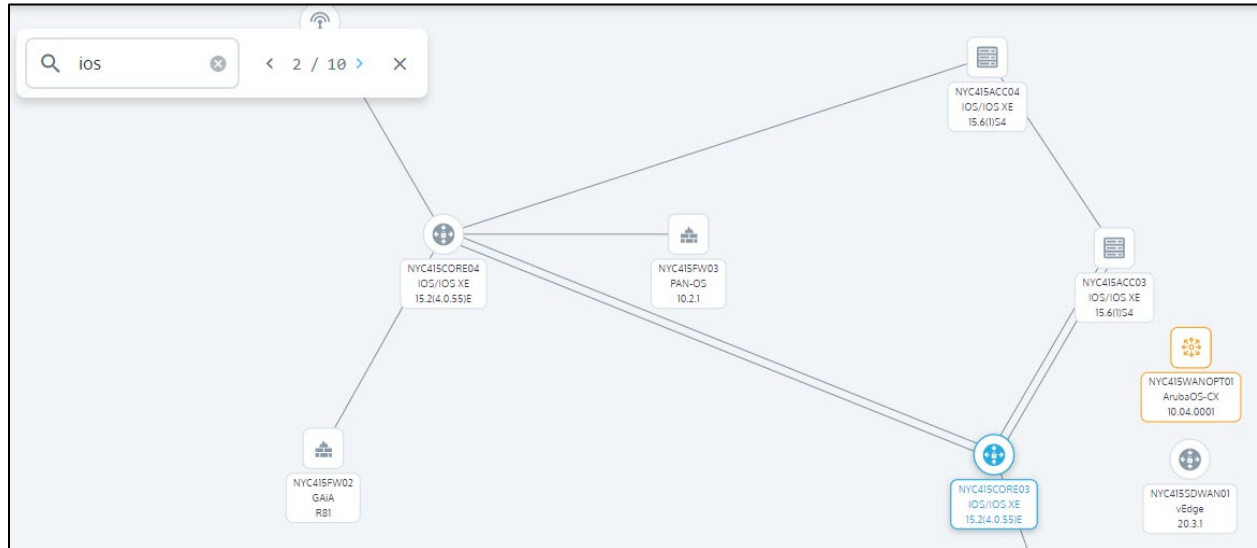 ios
2 / 10
NYC415ACC04
IOS/IOS XE
15.6(1)S4
NYC415CORE04
IOS/IOS XE
15.2(4.0.55)E
NYC415FW03
PAN-OS
10.2.1
NYC415ACC03
IOS/IOS XE
15.6(1)S4
NYC415WANOPT01
ArubaOS-CX
10.04.0001
NYC415FW02
GAiA
R81
NYC415CORE03
IOS/IOS XE
15.2(4.0.55)E
NYC415SDWAN01
vEdge
20.3.1